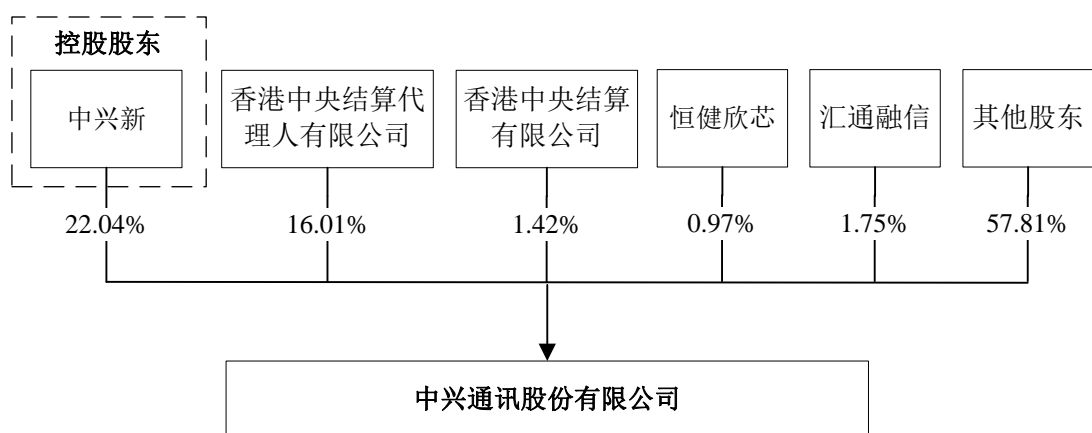 控股股东
中兴新
香港中央结算代
理人有限公司
香港中央结算
有限公司
恒健欣芯
汇通融信
其他股东
22.04%
16.01%
1.42%
0.97%
1.75%
57.81%
中兴通讯股份有限公司